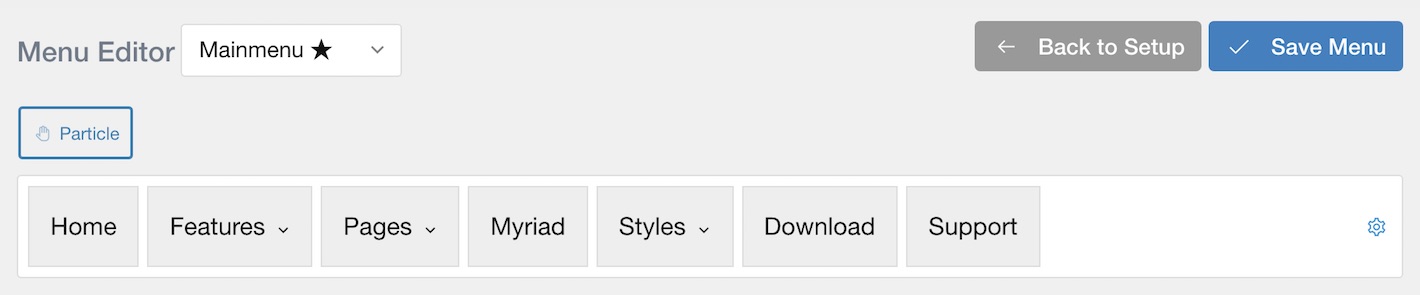 Menu Editor Mainmenu ★ Back to Setup Save Menu
Particle
Home Features Pages Myriad Styles Download Support